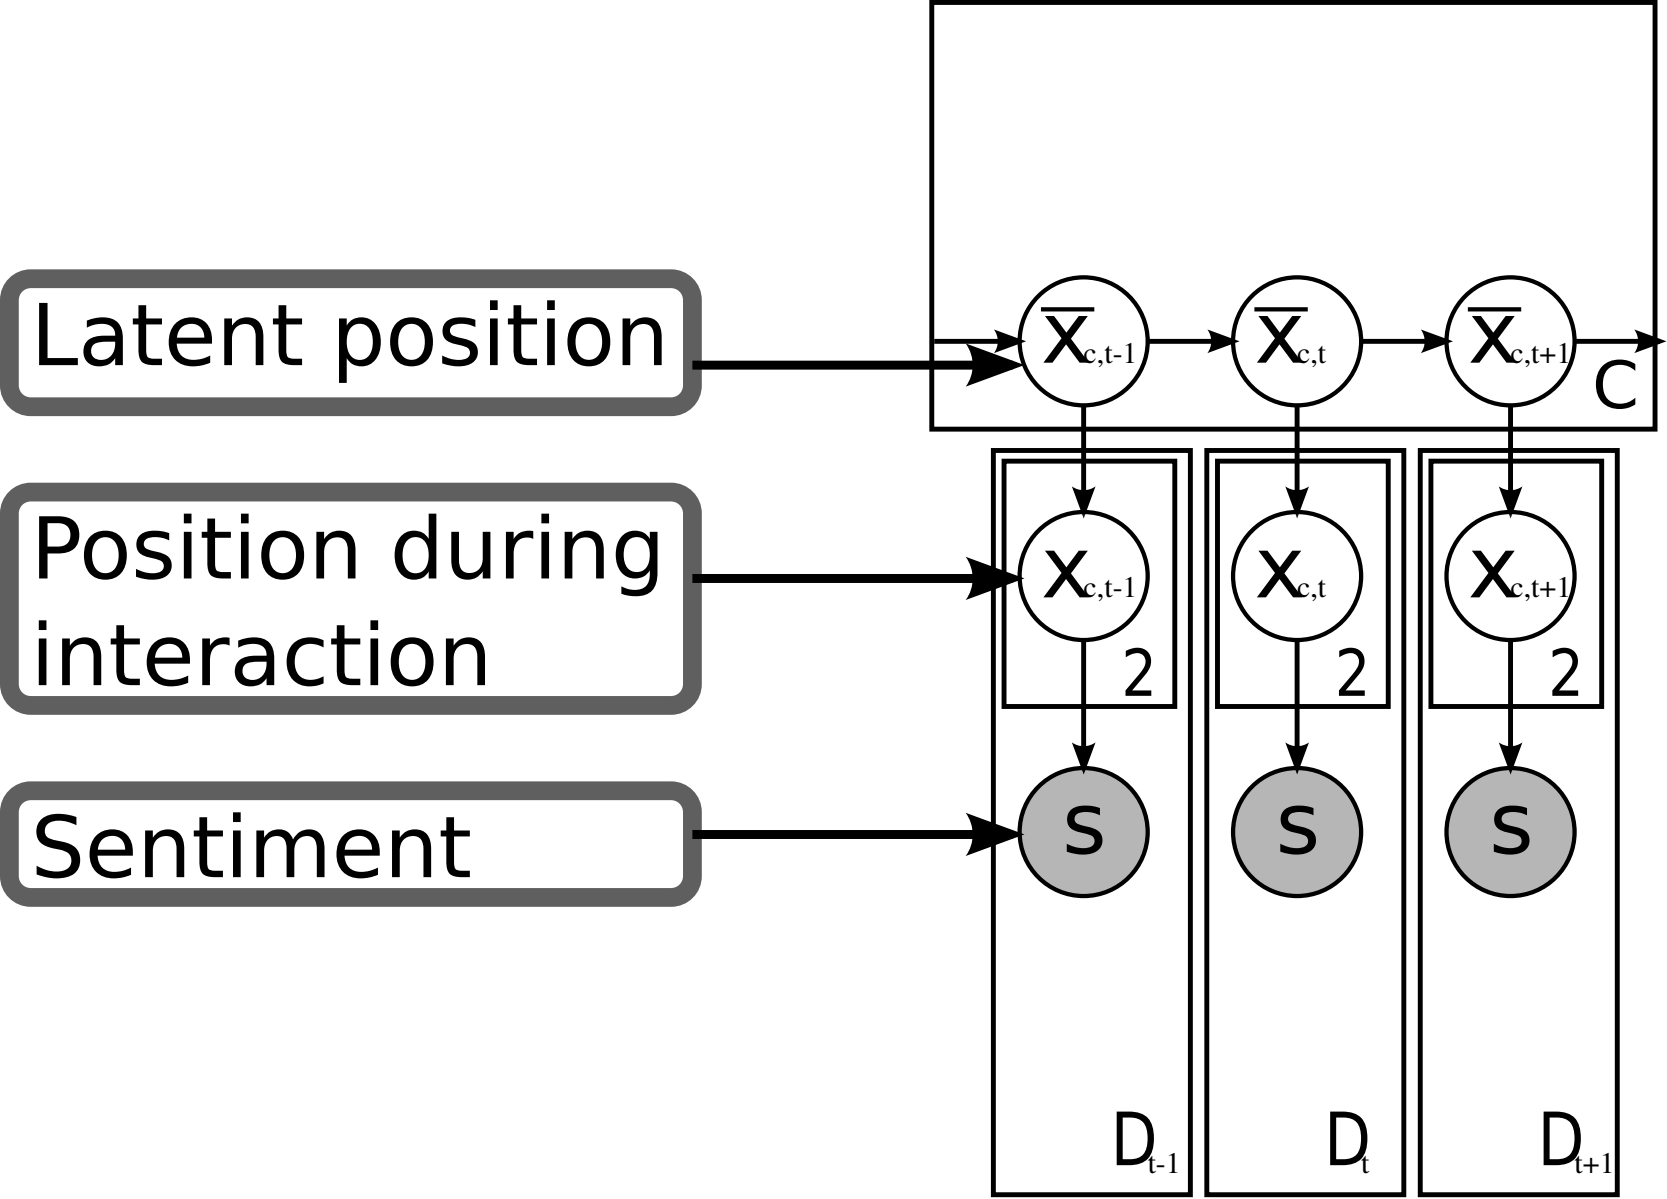 Latent position
x̅c,t-1 x̅c,t x̅c,t+1
C
Position during
interaction
xc,t-1 xc,t xc,t+1
2 2 2
Sentiment
s s s
Dt-1 Dt Dt+1